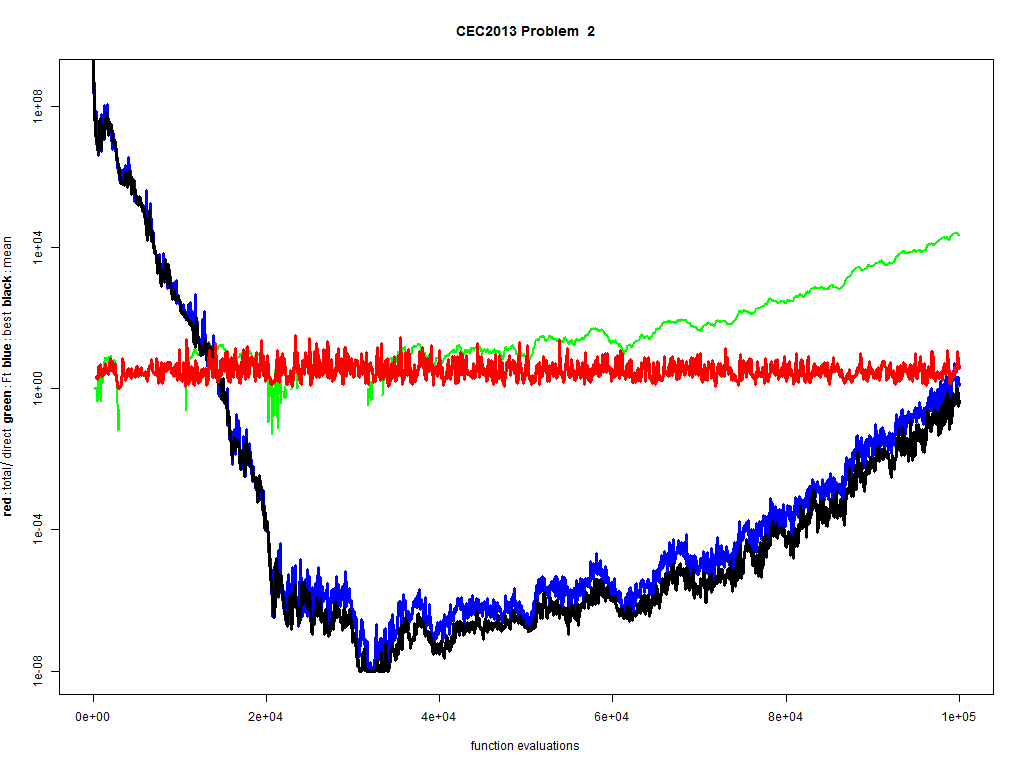 CEC2013 Problem  2
red : total/ direct green : Ft blue : best black : mean
1e+08
1e+04
1e+00
1e-04
1e-08
0e+00 2e+04 4e+04 6e+04 8e+04 1e+05
function evaluations